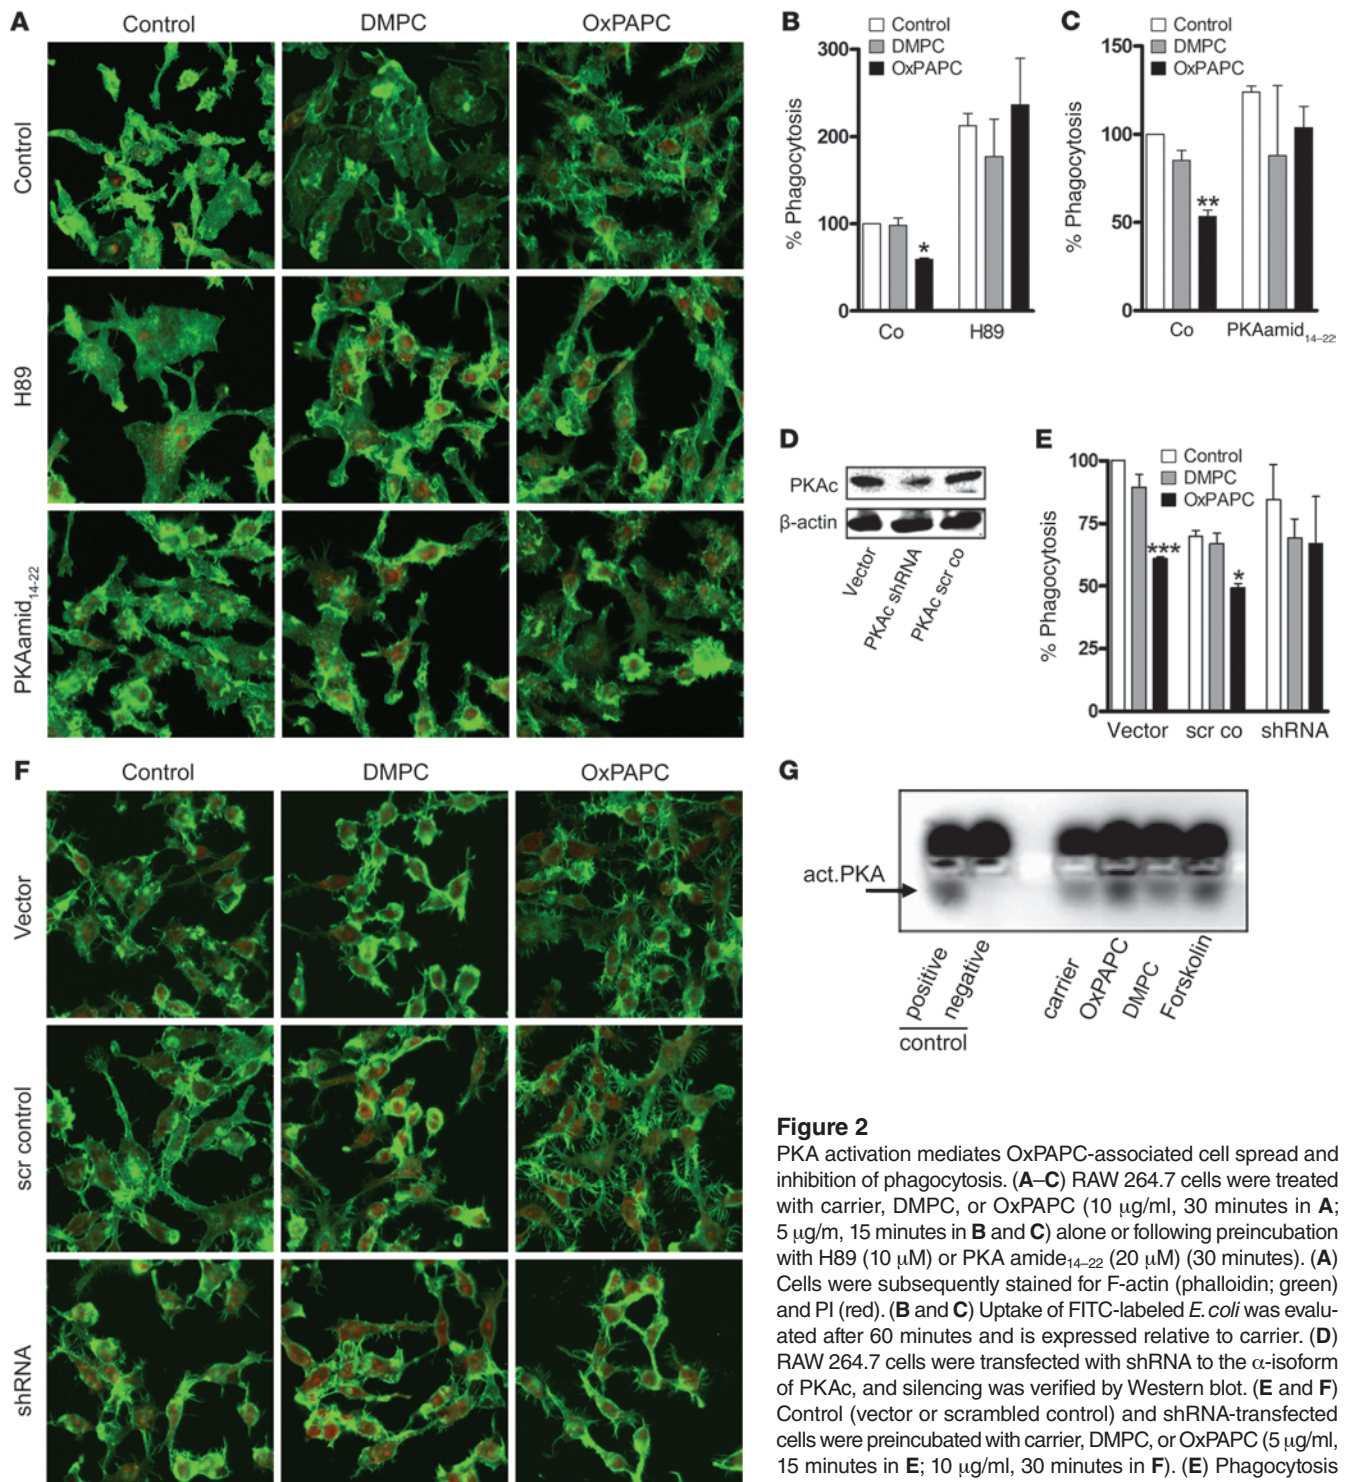 A
Control
DMPC
OxPAPC
Control
H89
PKAamid14-22
B
Control
DMPC
OxPAPC
300
200
100
0
% Phagocytosis
*
Co
H89
C
Control
DMPC
OxPAPC
150
100
50
0
% Phagocytosis
**
Co
PKAamid14–22
D
PKAc
β-actin
Vector
PKAc shRNA
PKAc scr co
E
Control
DMPC
OxPAPC
100
75
50
25
0
% Phagocytosis
***
*
Vector
scr co
shRNA
F
Control
DMPC
OxPAPC
Vector
scr control
shRNA
G
act.PKA
positive
negative
control
carrier
OxPAPC
DMPC
Forskolin
Figure 2
PKA activation mediates OxPAPC-associated cell spread and
inhibition of phagocytosis. (A–C) RAW 264.7 cells were treated
with carrier, DMPC, or OxPAPC (10 μg/ml, 30 minutes in A;
5 μg/m, 15 minutes in B and C) alone or following preincubation
with H89 (10 μM) or PKA amide14–22 (20 μM) (30 minutes). (A)
Cells were subsequently stained for F-actin (phalloidin; green)
and PI (red). (B and C) Uptake of FITC-labeled E. coli was evalu-
ated after 60 minutes and is expressed relative to carrier. (D)
RAW 264.7 cells were transfected with shRNA to the α-isoform
of PKAc, and silencing was verified by Western blot. (E and F)
Control (vector or scrambled control) and shRNA-transfected
cells were preincubated with carrier, DMPC, or OxPAPC (5 μg/ml,
15 minutes in E; 10 μg/ml, 30 minutes in F). (E) Phagocytosis